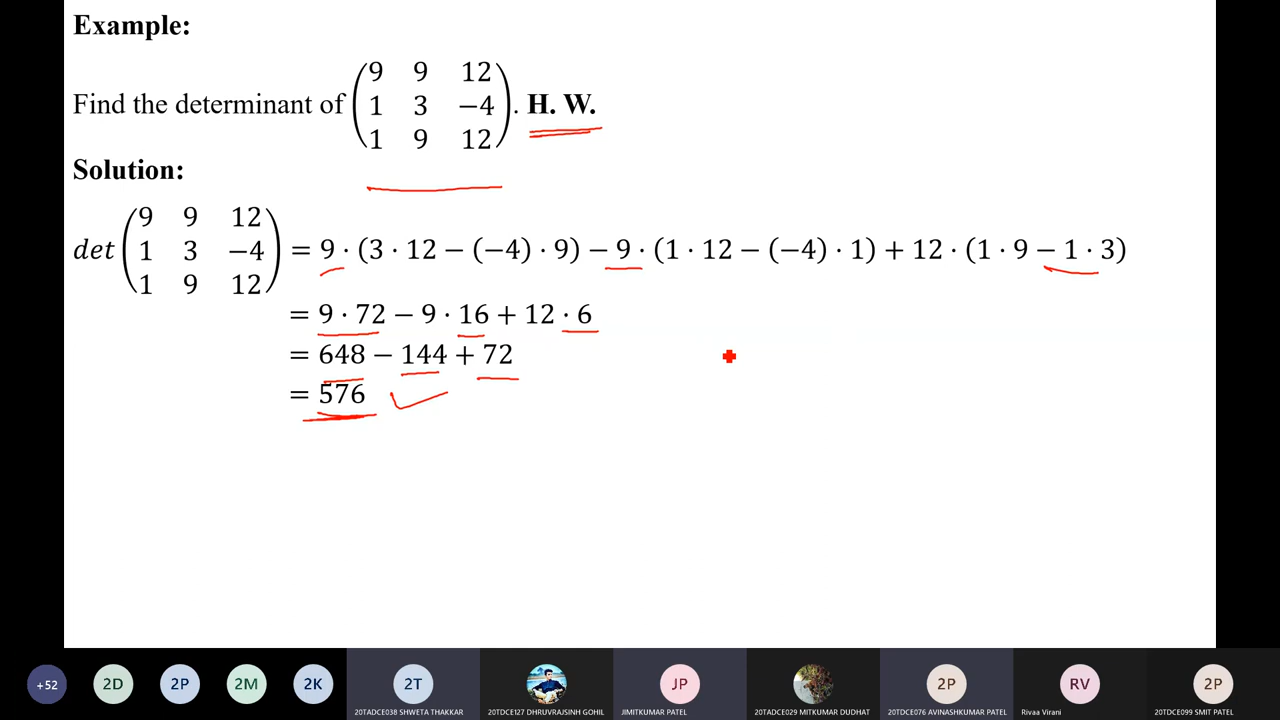 Example:
9 9 12
Find the determinant of ( 1 3 −4 ). H. W.
1 9 12
Solution:
9 9 12
det ( 1 3 −4 ) = 9 · (3 · 12 − (−4) · 9) − 9 · (1 · 12 − (−4) · 1) + 12 · (1 · 9 − 1 · 3)
1 9 12
= 9 · 72 − 9 · 16 + 12 · 6
= 648 − 144 + 72
= 576
+52 2D 2P 2M 2K 2T JP 2P RV 2P
20TADCE038 SHWETA THAKKAR 20TDCE127 DHRUVRAJSINH GOHIL JIMITKUMAR PATEL 20TADCE029 MITKUMAR DUDHAT 20TDCE076 AVINASHKUMAR PATEL Rivaa Virani 20TDCE099 SMIT PATEL